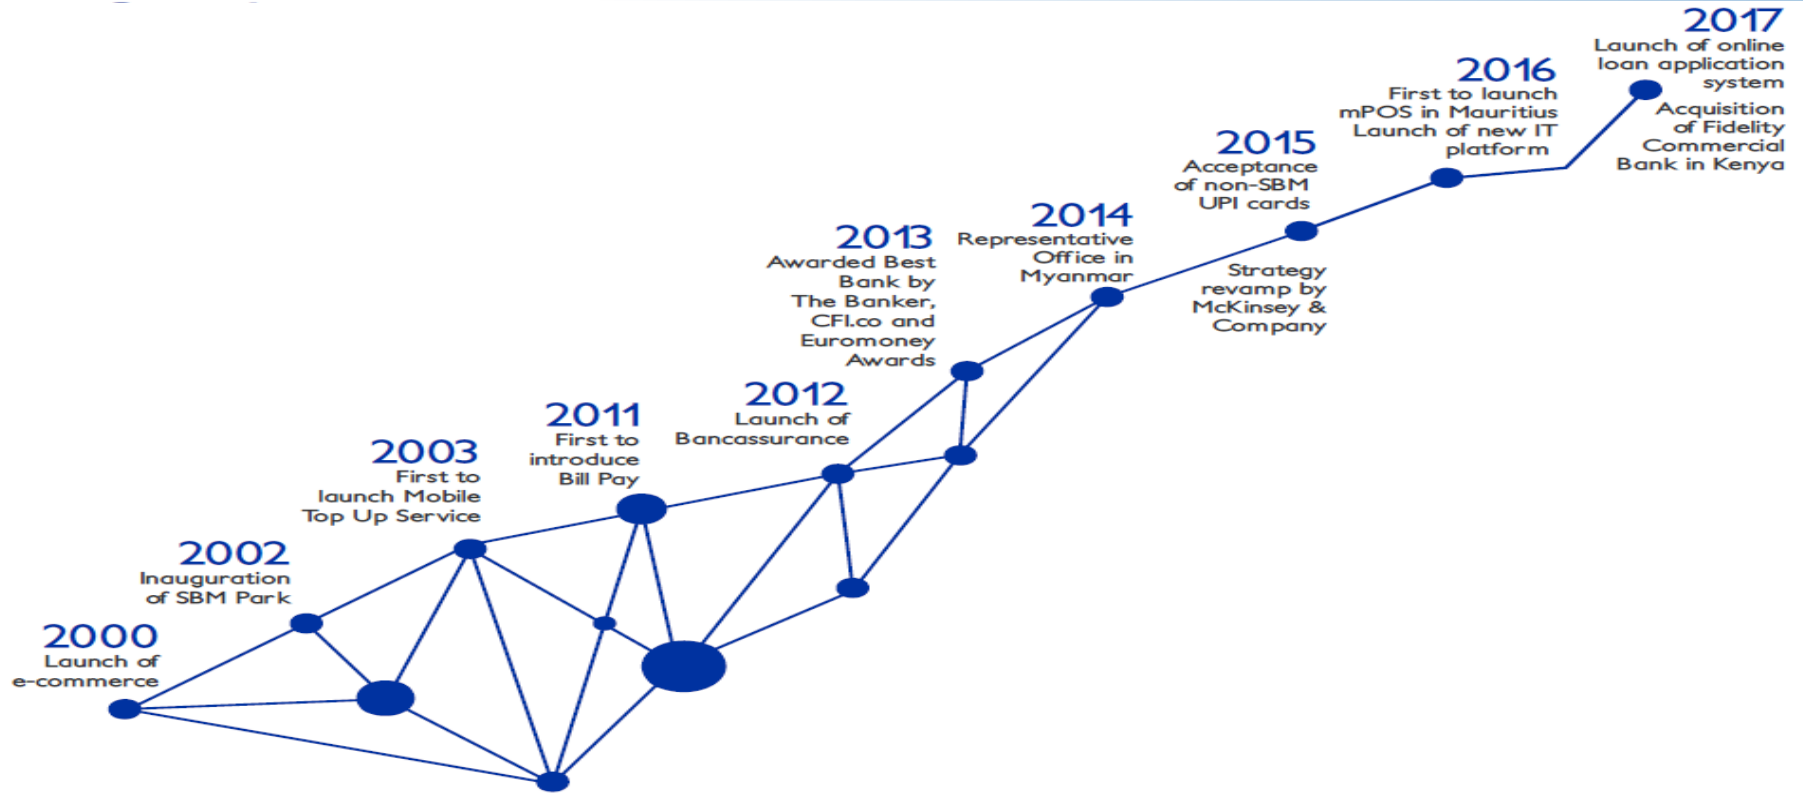 2000
Launch of
e-commerce
2002
Inauguration
of SBM Park
2003
First to
launch Mobile
Top Up Service
2011
First to
introduce
Bill Pay
2012
Launch of
Bancassurance
2013
Awarded Best
Bank by
The Banker,
CFI.co and
Euromoney
Awards
2014
Representative
Office in
Myanmar
2015
Acceptance
of non-SBM
UPI cards
Strategy
revamp by
McKinsey &
Company
2016
First to launch
mPOS in Mauritius
Launch of new IT
platform
2017
Launch of online
loan application
system
Acquisition
of Fidelity
Commercial
Bank in Kenya